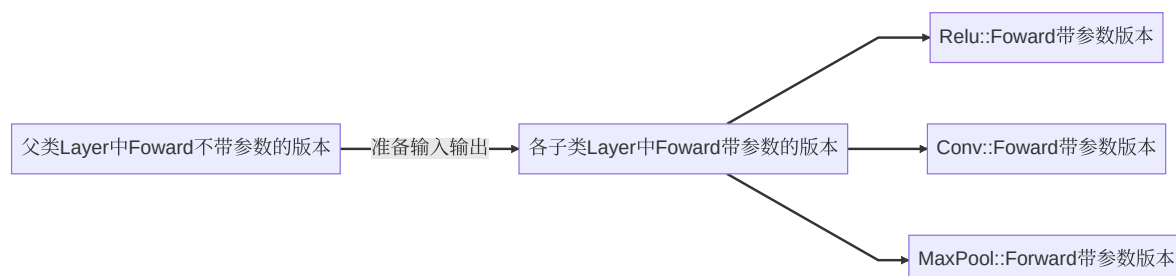 父类Layer中Foward不带参数的版本
准备输入输出
各子类Layer中Foward带参数的版本
Relu::Foward带参数版本
Conv::Foward带参数版本
MaxPool::Forward带参数版本